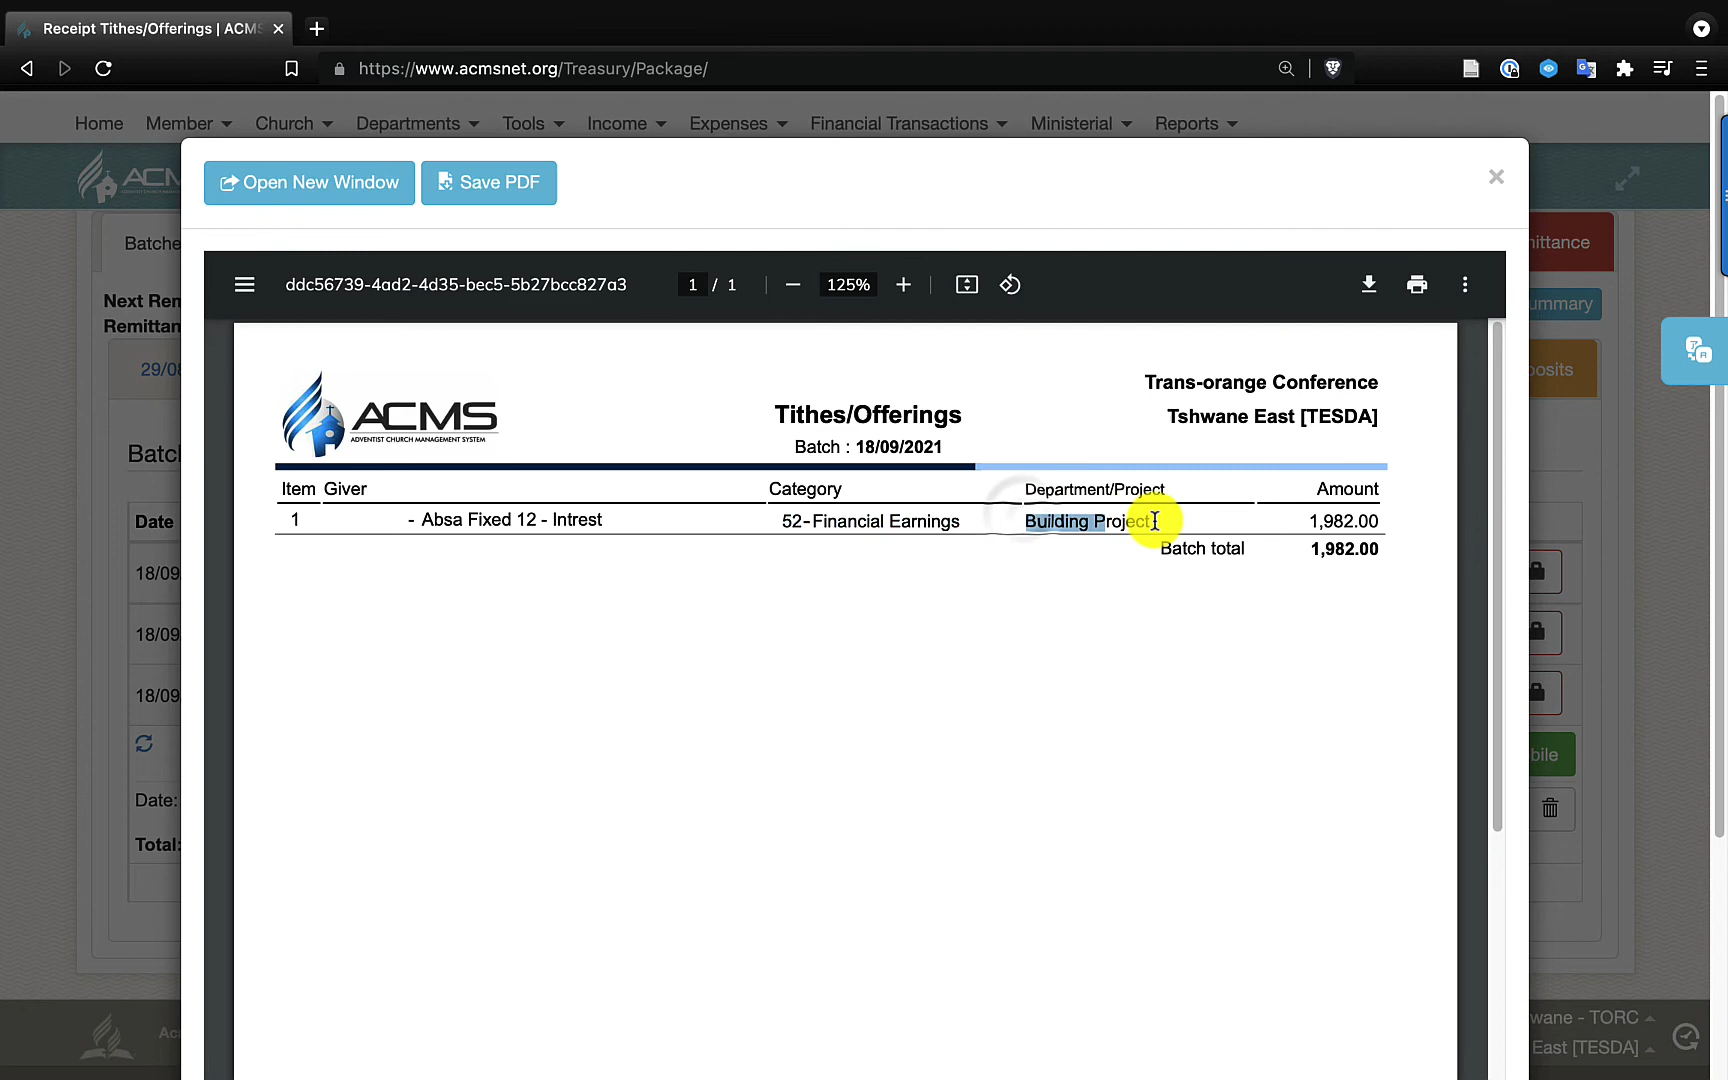 Receipt Tithes/Offerings | ACMS
https://www.acmsnet.org/Treasury/Package/
Home Member Church Departments Tools Income Expenses Financial Transactions Ministerial Reports
Open New Window Save PDF
Batche
ittance
Next Rem
Remittan
ummary
29/08
osits
ddc56739-4ad2-4d35-bec5-5b27bcc827a3 1 / 1 125%
ACMS
ADVENTIST CHURCH MANAGEMENT SYSTEM
Tithes/Offerings
Batch : 18/09/2021
Trans-orange Conference
Tshwane East [TESDA]
Item Giver Category Department/Project Amount
1 - Absa Fixed 12 - Intrest 52-Financial Earnings Building Project- 1,982.00
Batch total 1,982.00
Batc
Date
18/09
18/09
18/09
bile
Date:
Total:
wane - TORC
East [TESDA]